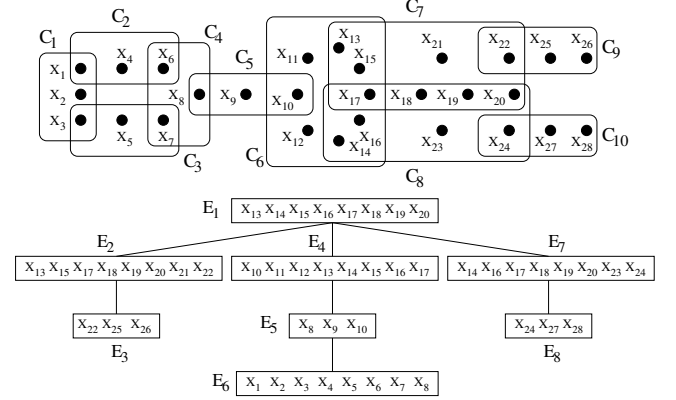 C₇
C₂
C₁ C₄
X₁₃
X₄ X₆ C₅ X₁₁ X₁₅ X₂₁ X₂₂ X₂₅ X₂₆ C₉
X₁
X₂ X₈ X₉ X₁₀ X₁₇ X₁₈ X₁₉ X₂₀
X₃
X₅ X₇ X₁₂ X₁₆ X₂₃ X₂₄ X₂₇ X₂₈ C₁₀
X₁₄
C₃ C₆
C₈
E₁ X₁₃ X₁₄ X₁₅ X₁₆ X₁₇ X₁₈ X₁₉ X₂₀
E₂ E₄ E₇
X₁₃ X₁₅ X₁₇ X₁₈ X₁₉ X₂₀ X₂₁ X₂₂ X₁₀ X₁₁ X₁₂ X₁₃ X₁₄ X₁₅ X₁₆ X₁₇ X₁₄ X₁₆ X₁₇ X₁₈ X₁₉ X₂₀ X₂₃ X₂₄
X₂₂ X₂₅ X₂₆ E₅ X₈ X₉ X₁₀ X₂₄ X₂₇ X₂₈
E₃ E₈
E₆ X₁ X₂ X₃ X₄ X₅ X₆ X₇ X₈